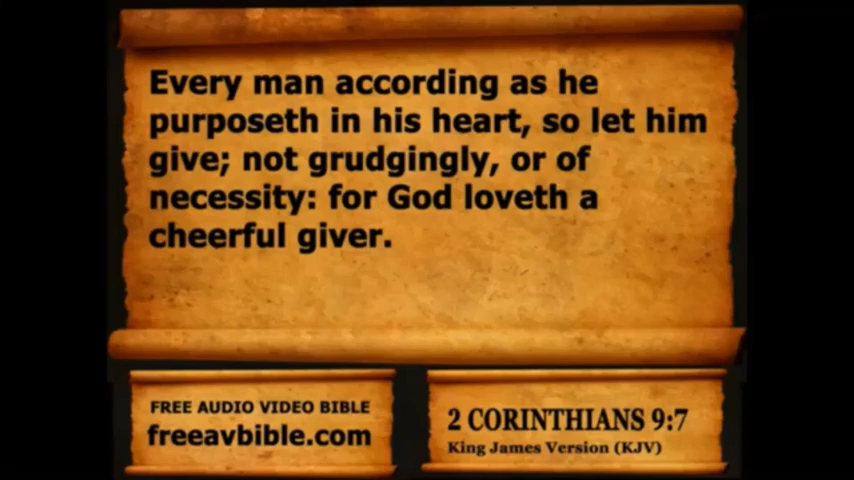 Every man according as he
purposeth in his heart, so let him
give; not grudgingly, or of
necessity: for God loveth a
cheerful giver.
FREE AUDIO VIDEO BIBLE
freeavbible.com
2 CORINTHIANS 9:7
King James Version (KJV)